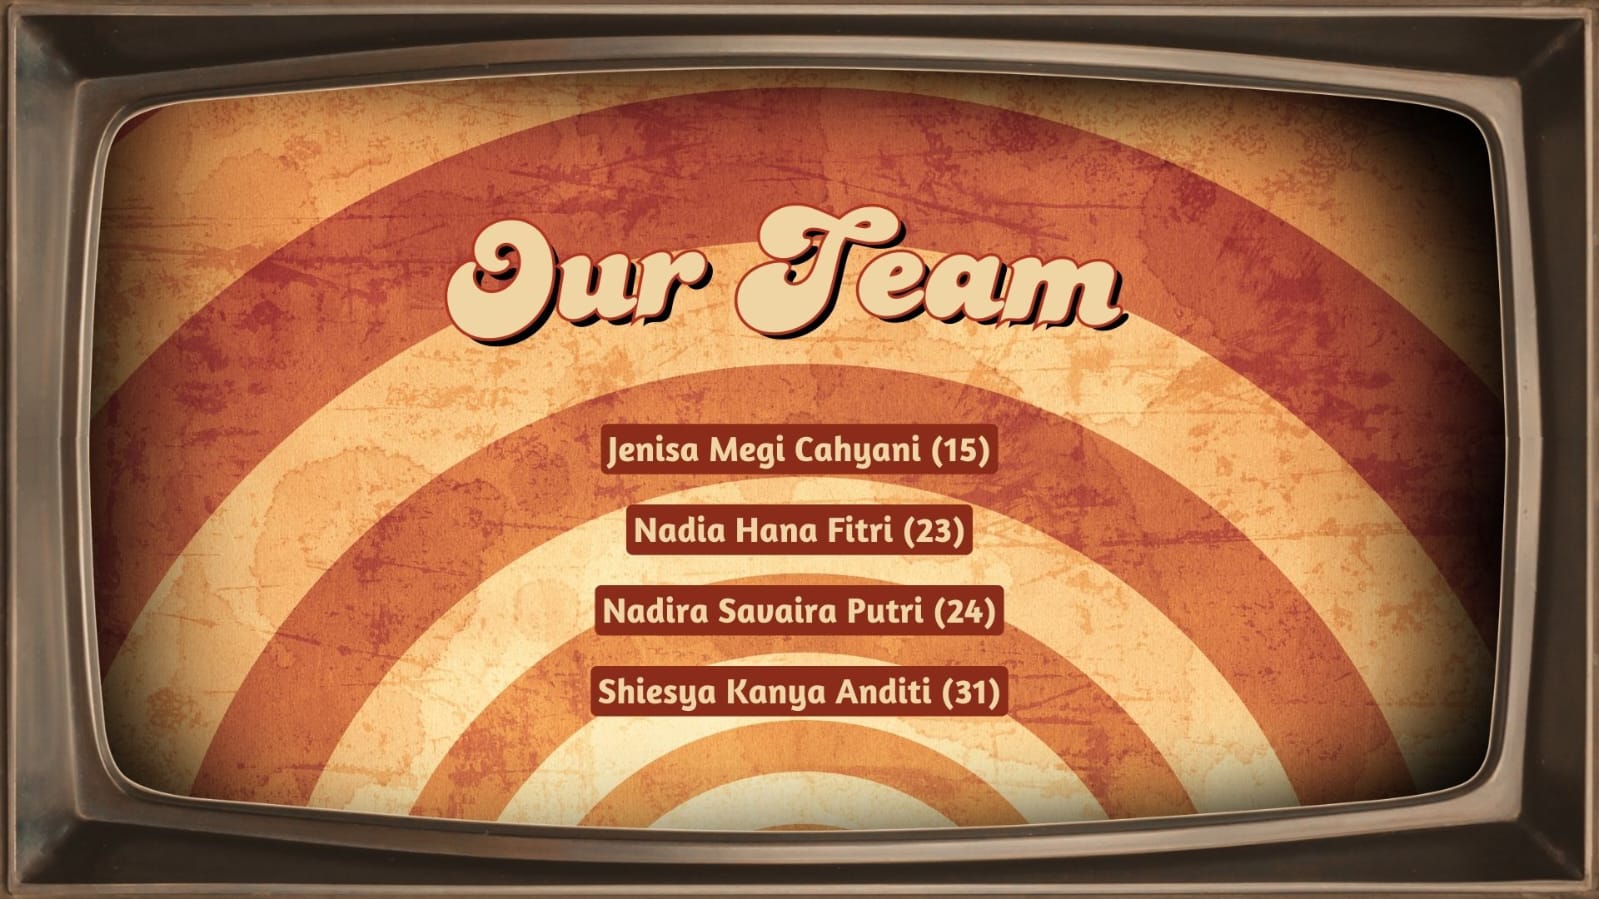 Our Team
Jenisa Megi Cahyani (15)
Nadia Hana Fitri (23)
Nadira Savaira Putri (24)
Shiesya Kanya Anditi (31)